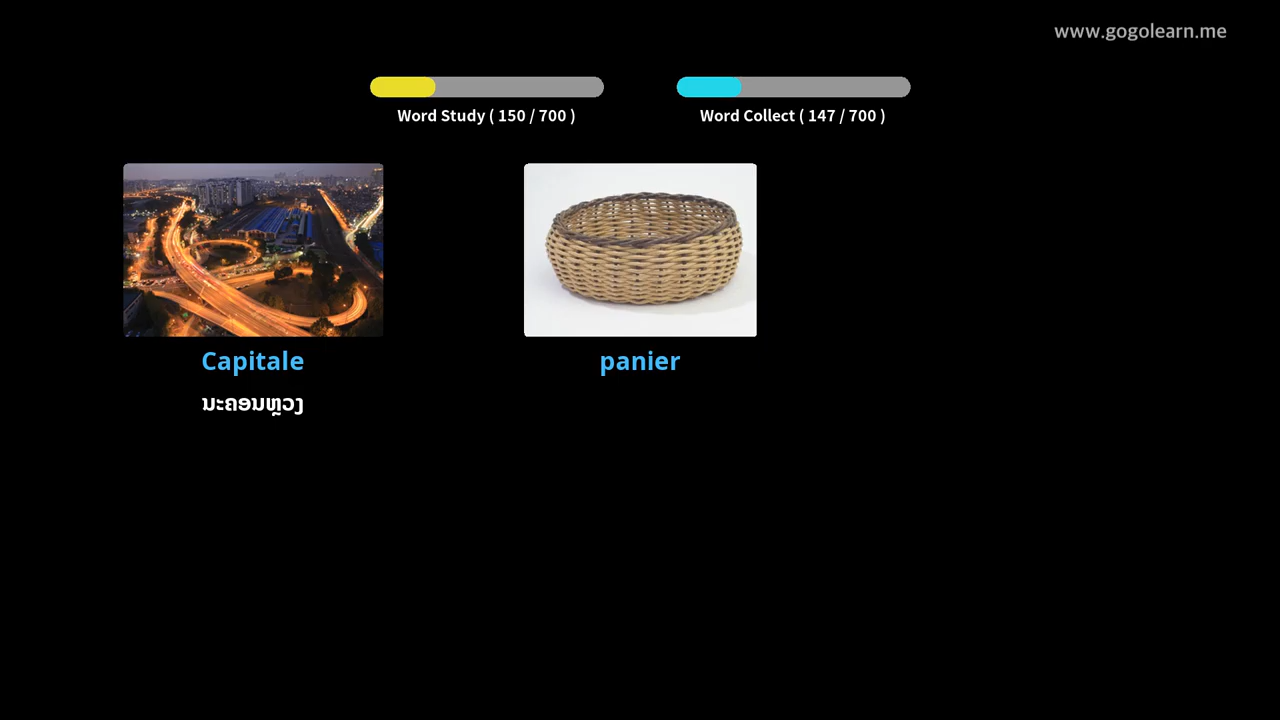 www.gogolearn.me
Word Study ( 150 / 700 )
Word Collect ( 147 / 700 )
Capitale
panier
ນະຄອນຫຼວງ